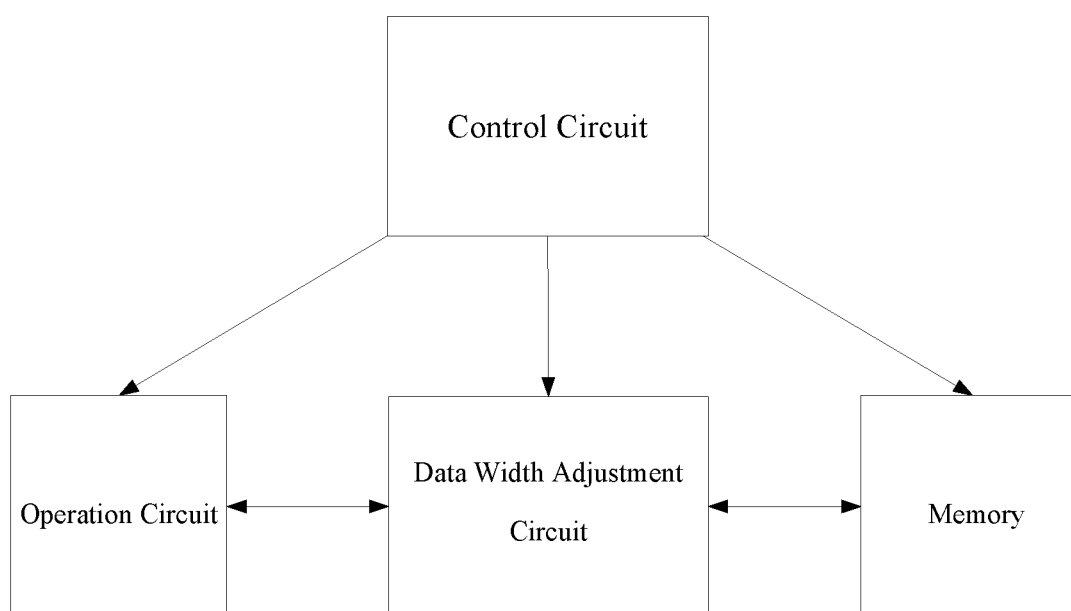 Control Circuit
Operation Circuit
Data Width Adjustment
Circuit
Memory